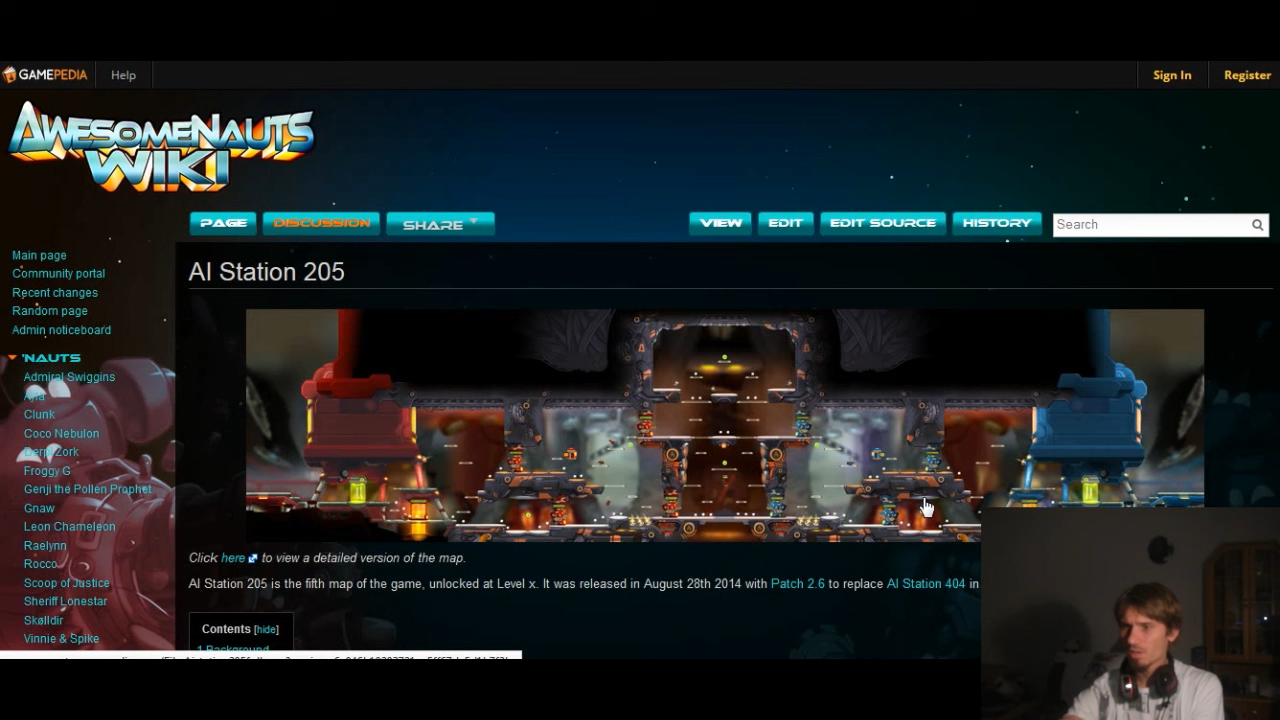 GAMEPEDIA
Help
Sign In
Register
AWESOMENAUTS
WIKI
PAGE
DISCUSSION
SHARE
VIEW
EDIT
EDIT SOURCE
HISTORY
Search
Main page
Community portal
Recent changes
Random page
Admin noticeboard
'NAUTS
Admiral Swiggins
Ayla
Clunk
Coco Nebulon
Derpl Zork
Froggy G
Genji the Pollen Prophet
Gnaw
Leon Chameleon
Raelynn
Rocco
Scoop of Justice
Sheriff Lonestar
Skølldir
Vinnie & Spike
AI Station 205
Click here to view a detailed version of the map.
AI Station 205 is the fifth map of the game, unlocked at Level x. It was released in August 28th 2014 with Patch 2.6 to replace AI Station 404 in
Contents [hide]
1 Background